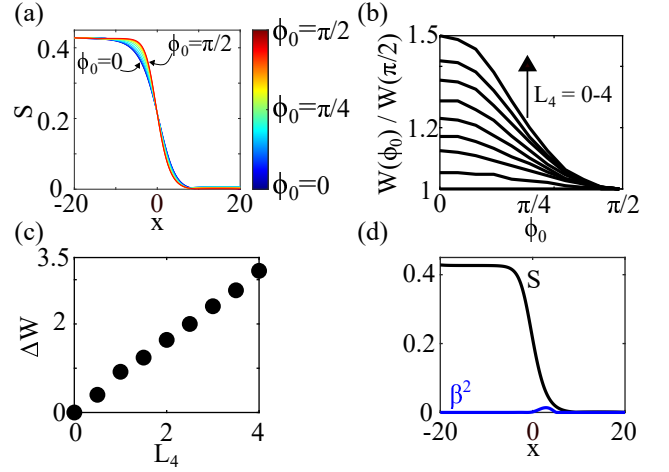 (a)
S
0.4
0.2
0
-20
0
20
x
ϕ₀=0
ϕ₀=π/2
ϕ₀=π/2
ϕ₀=π/4
ϕ₀=0
(b)
W(ϕ₀) / W(π/2)
1.5
1.2
1
0
π/4
π/2
ϕ₀
L₄ = 0-4
(c)
ΔW
3.5
2
0
0
2
4
L₄
(d)
0.4
0.2
0
-20
0
20
x
S
β²